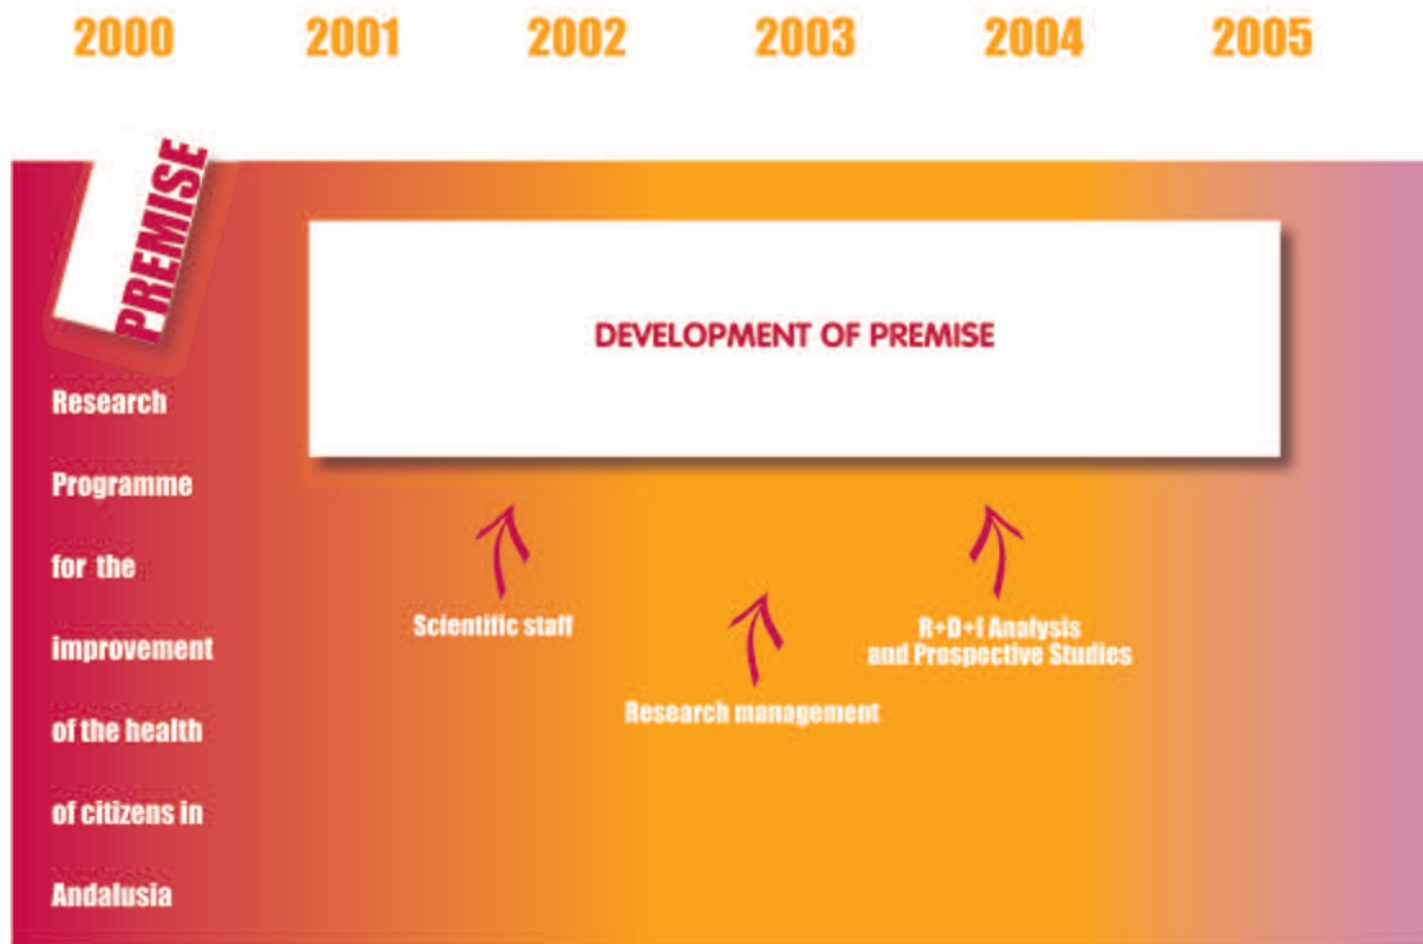 2000 2001 2002 2003 2004 2005
PREMISE
DEVELOPMENT OF PREMISE
Research
Programme
for the
improvement
of the health
of citizens in
Andalusia
Scientific staff
Research management
R+D+I Analysis
and Prospective Studies